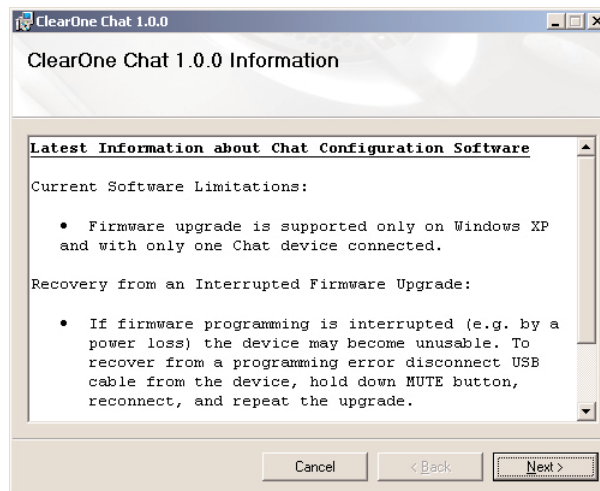 ClearOne Chat 1.0.0
ClearOne Chat 1.0.0 Information
Latest Information about Chat Configuration Software
Current Software Limitations:
• Firmware upgrade is supported only on Windows XP
and with only one Chat device connected.
Recovery from an Interrupted Firmware Upgrade:
• If firmware programming is interrupted (e.g. by a
power loss) the device may become unusable. To
recover from a programming error disconnect USB
cable from the device, hold down MUTE button,
reconnect, and repeat the upgrade.
Cancel < Back Next >